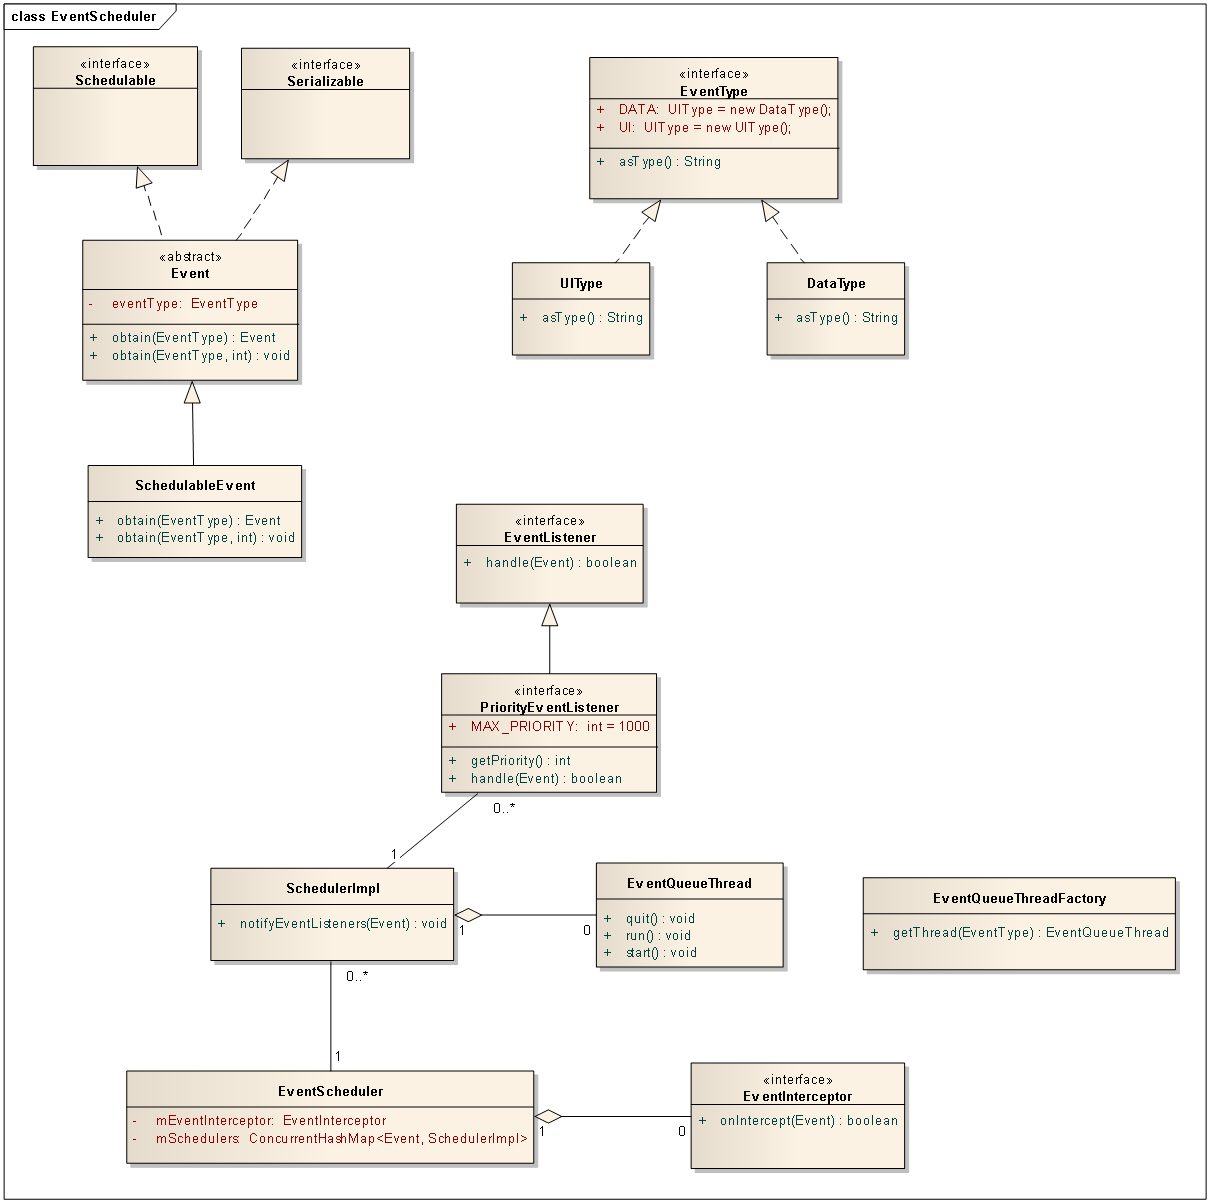 class EventScheduler
«interface»
Schedulable
«interface»
Serializable
«interface»
EventType
+ DATA: UIType = new DataType();
+ UI: UIType = new UIType();
+ asType() : String
«abstract»
Event
- eventType: EventType
+ obtain(EventType) : Event
+ obtain(EventType, int) : void
UIType
+ asType() : String
DataType
+ asType() : String
SchedulableEvent
+ obtain(EventType) : Event
+ obtain(EventType, int) : void
«interface»
EventListener
+ handle(Event) : boolean
«interface»
PriorityEventListener
+ MAX_PRIORITY: int = 1000
+ getPriority() : int
+ handle(Event) : boolean
0..*
1
SchedulerImpl
+ notifyEventListeners(Event) : void
1
0
EventQueueThread
+ quit() : void
+ run() : void
+ start() : void
EventQueueThreadFactory
+ getThread(EventType) : EventQueueThread
0..*
1
EventScheduler
- mEventInterceptor: EventInterceptor
- mSchedulers: ConcurrentHashMap<Event, SchedulerImpl>
1
0
«interface»
EventInterceptor
+ onIntercept(Event) : boolean